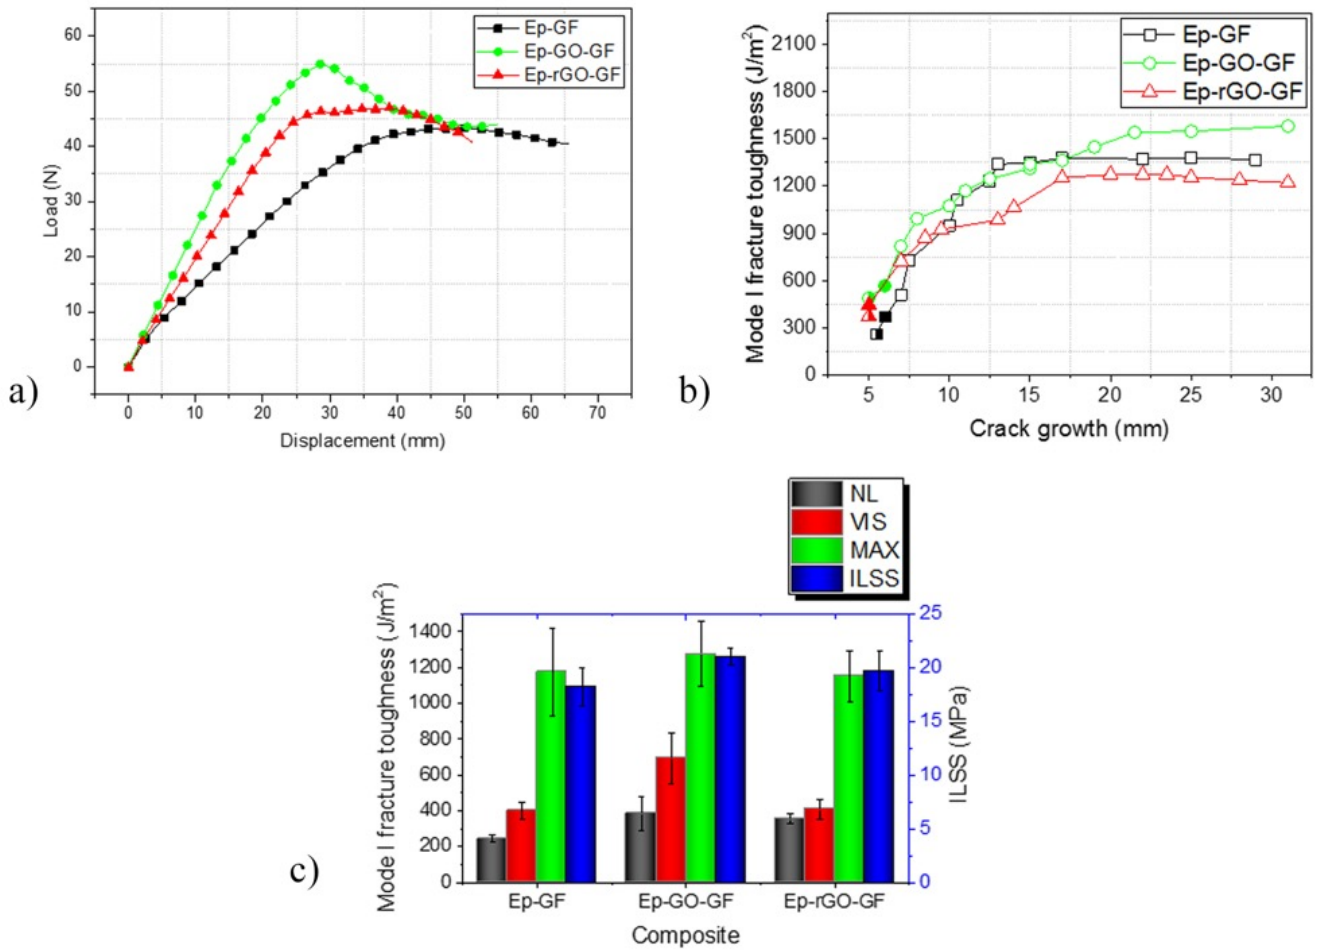 60
50
40
30
20
10
0
Load (N)
Ep-GF
Ep-GO-GF
Ep-rGO-GF
0 10 20 30 40 50 60 70
Displacement (mm)
a)
2100
1800
1500
1200
900
600
300
0
Mode I fracture toughness (J/m²)
Ep-GF
Ep-GO-GF
Ep-rGO-GF
5 10 15 20 25 30
Crack growth (mm)
b)
NL
VIS
MAX
ILSS
1400
1200
1000
800
600
400
200
0
Mode I fracture toughness (J/m²)
25
20
15
10
5
0
ILSS (MPa)
Ep-GF Ep-GO-GF Ep-rGO-GF
Composite
c)